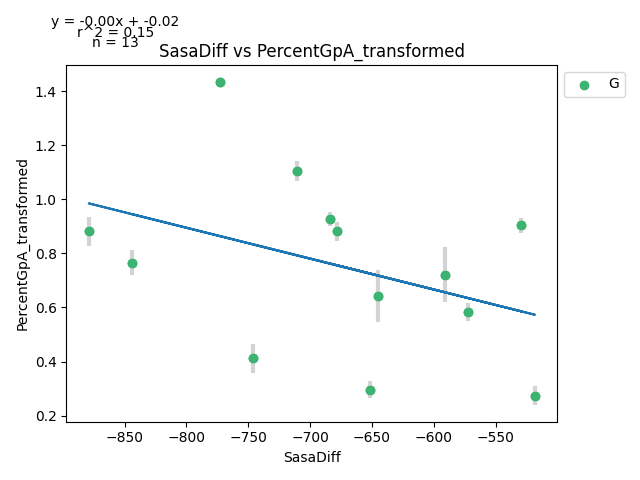 y = -0.00x + -0.02
r^2 = 0.15
n = 13
SasaDiff vs PercentGpA_transformed
G
PercentGpA_transformed
1.4
1.2
1.0
0.8
0.6
0.4
0.2
−850 −800 −750 −700 −650 −600 −550
SasaDiff